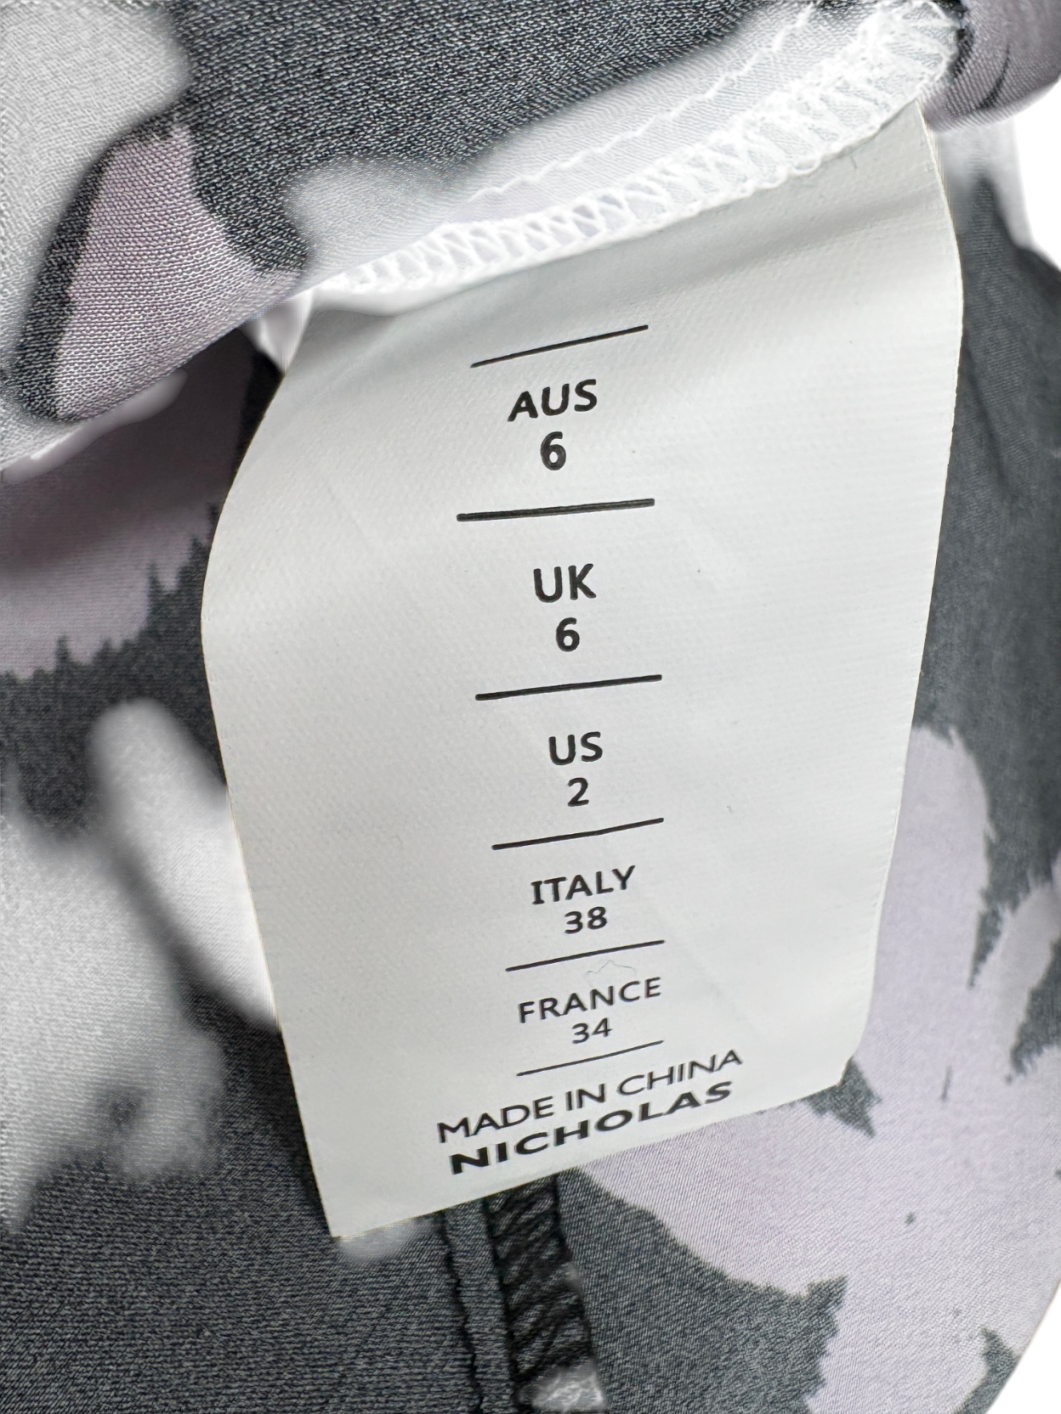 AUS
6
UK
6
US
2
ITALY
38
FRANCE
34
MADE IN CHINA
NICHOLAS